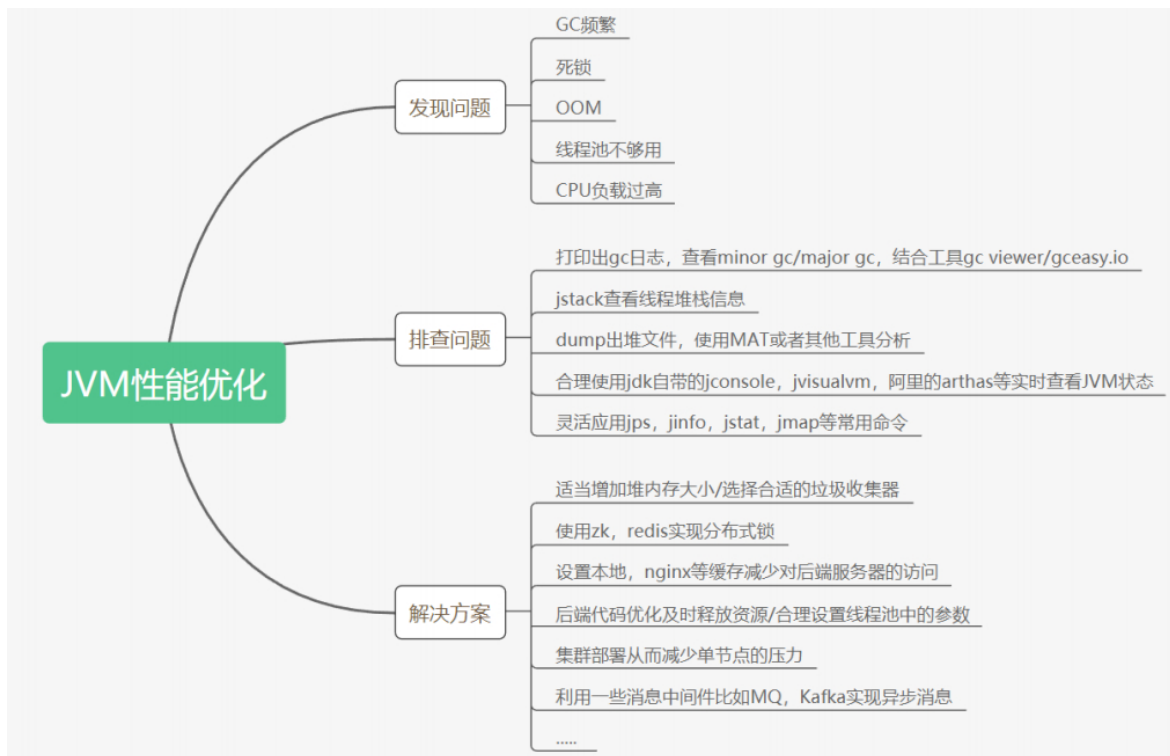 JVM性能优化
发现问题
GC频繁
死锁
OOM
线程池不够用
CPU负载过高
排查问题
打印出gc日志，查看minor gc/major gc，结合工具gc viewer/gceasy.io
jstack查看线程堆栈信息
dump出堆文件，使用MAT或者其他工具分析
合理使用jdk自带的jconsole，jvisualvm，阿里的arthas等实时查看JVM状态
灵活应用jps，jinfo，jstat，jmap等常用命令
解决方案
适当增加堆内存大小/选择合适的垃圾收集器
使用zk，redis实现分布式锁
设置本地，nginx等缓存减少对后端服务器的访问
后端代码优化及时释放资源/合理设置线程池中的参数
集群部署从而减少单节点的压力
利用一些消息中间件比如MQ，Kafka实现异步消息
.....